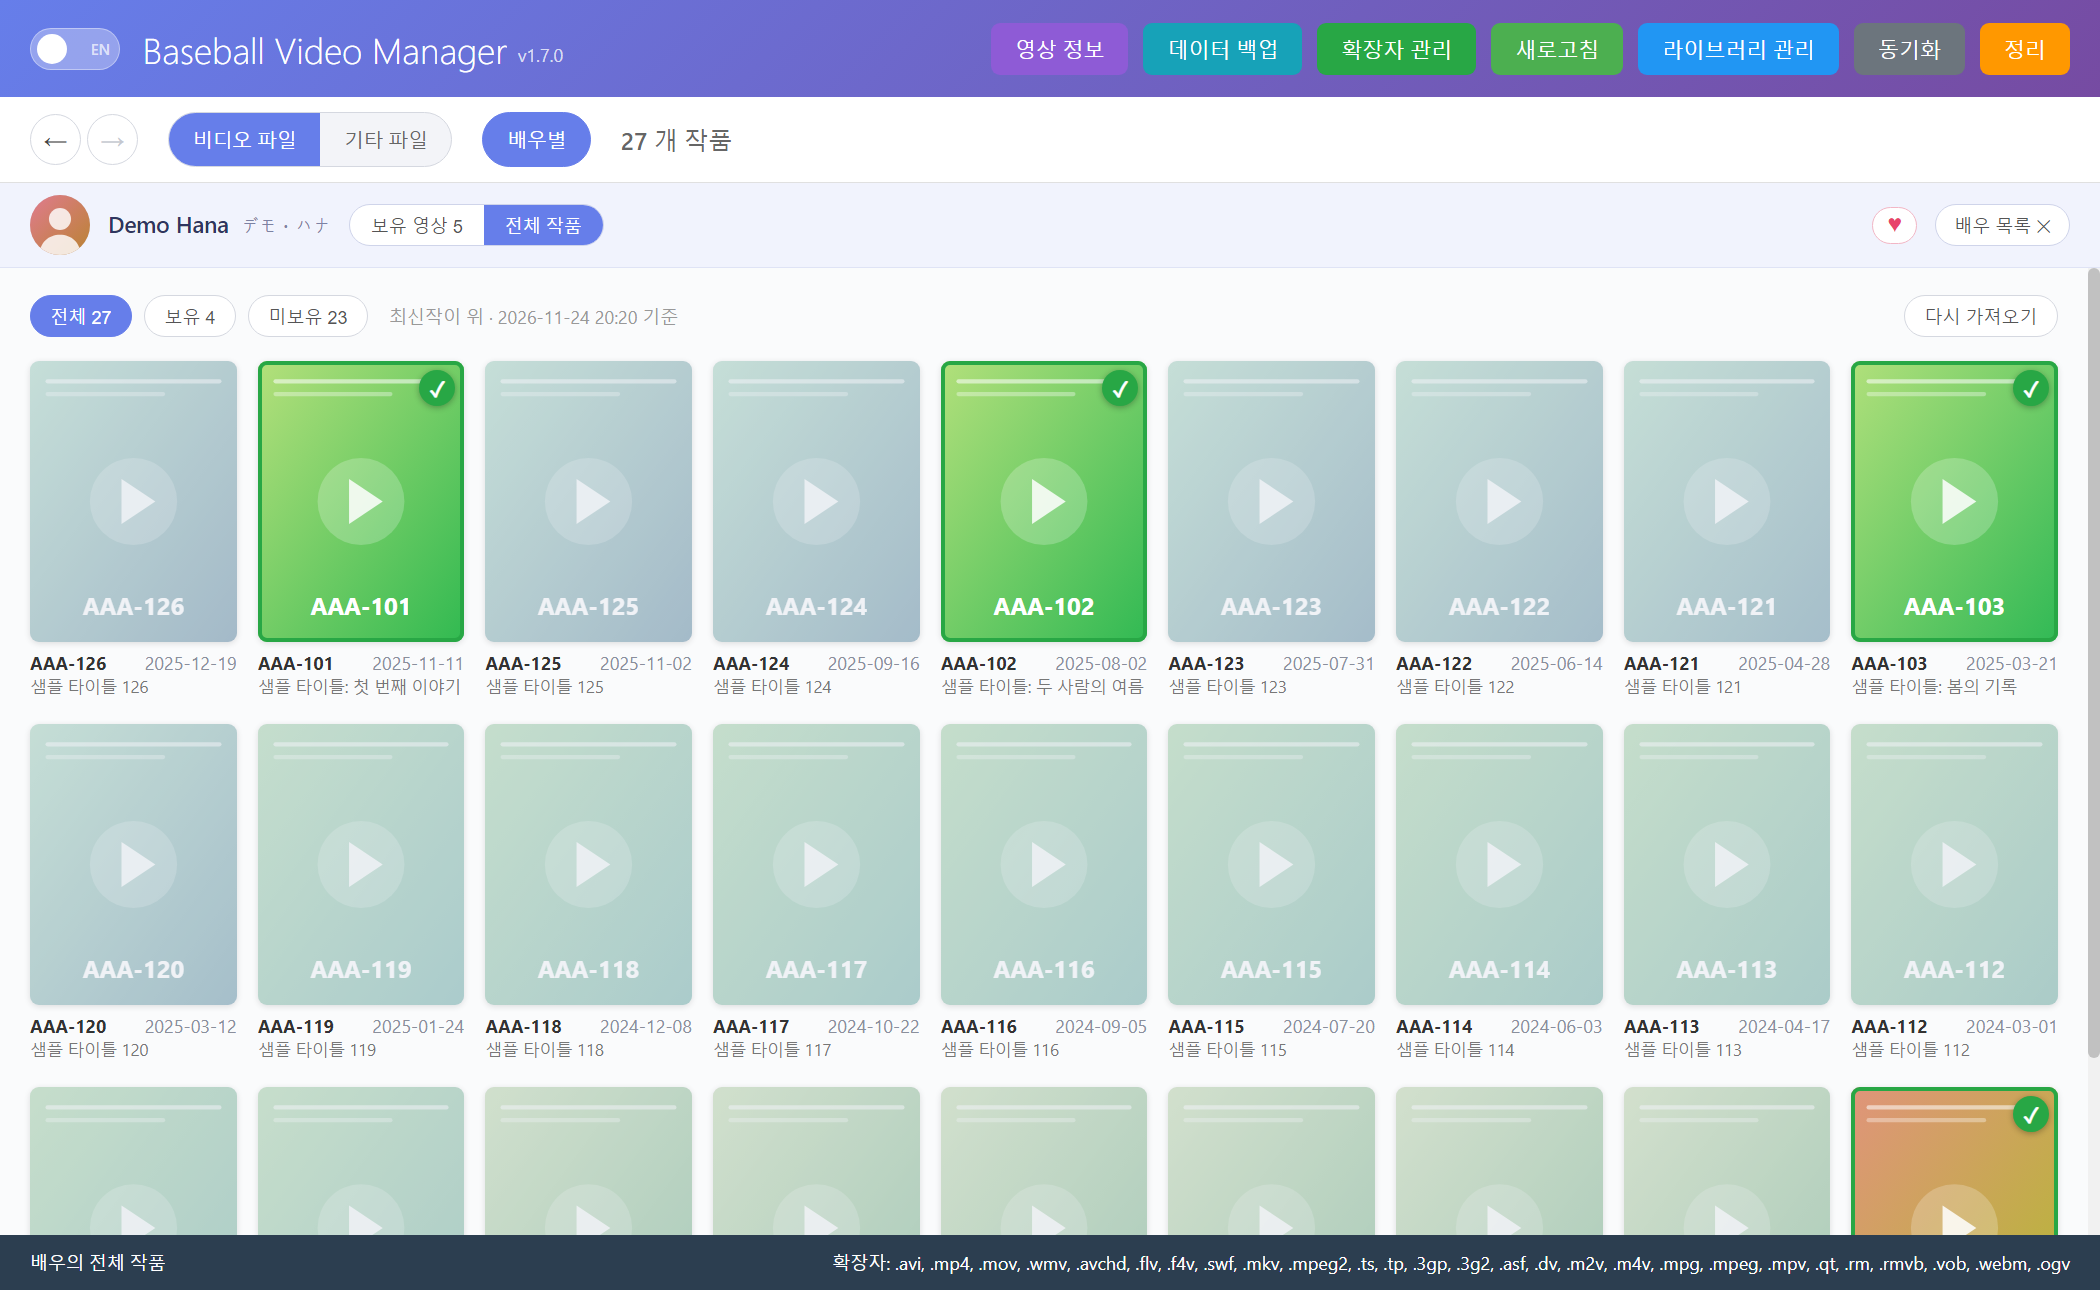 EN Baseball Video Manager v1.7.0 영상 정보 데이터 백업 확장자 관리 새로고침 라이브러리 관리 동기화 정리
← → 비디오 파일 기타 파일 배우별 27 개 작품
Demo Hana デモ・ハナ 보유 영상 5 전체 작품 ♥ 배우 목록 ×
전체 27 보유 4 미보유 23 최신작이 위 · 2026-11-24 20:20 기준 다시 가져오기
AAA-126 AAA-101 AAA-125 AAA-124 AAA-102 AAA-123 AAA-122 AAA-121 AAA-103
AAA-126 2025-12-19 AAA-101 2025-11-11 AAA-125 2025-11-02 AAA-124 2025-09-16 AAA-102 2025-08-02 AAA-123 2025-07-31 AAA-122 2025-06-14 AAA-121 2025-04-28 AAA-103 2025-03-21
샘플 타이틀 126 샘플 타이틀: 첫 번째 이야기 샘플 타이틀 125 샘플 타이틀 124 샘플 타이틀: 두 사람의 여름 샘플 타이틀 123 샘플 타이틀 122 샘플 타이틀 121 샘플 타이틀: 봄의 기록
AAA-120 AAA-119 AAA-118 AAA-117 AAA-116 AAA-115 AAA-114 AAA-113 AAA-112
AAA-120 2025-03-12 AAA-119 2025-01-24 AAA-118 2024-12-08 AAA-117 2024-10-22 AAA-116 2024-09-05 AAA-115 2024-07-20 AAA-114 2024-06-03 AAA-113 2024-04-17 AAA-112 2024-03-01
샘플 타이틀 120 샘플 타이틀 119 샘플 타이틀 118 샘플 타이틀 117 샘플 타이틀 116 샘플 타이틀 115 샘플 타이틀 114 샘플 타이틀 113 샘플 타이틀 112
배우의 전체 작품 확장자: .avi, .mp4, .mov, .wmv, .avchd, .flv, .f4v, .swf, .mkv, .mpeg2, .ts, .tp, .3gp, .3g2, .asf, .dv, .m2v, .m4v, .mpg, .mpeg, .mpv, .qt, .rm, .rmvb, .vob, .webm, .ogv